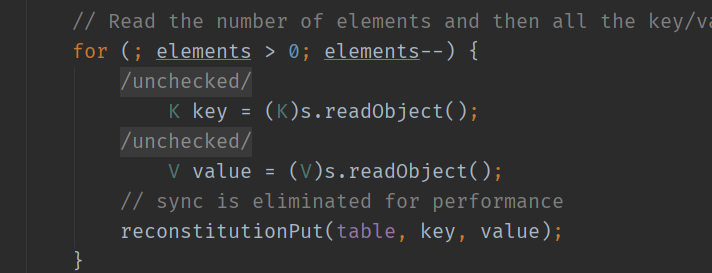 // Read the number of elements and then all the key/va
for (; elements > 0; elements--) {
/unchecked/
K key = (K)s.readObject();
/unchecked/
V value = (V)s.readObject();
// sync is eliminated for performance
reconstitutionPut(table, key, value);
}